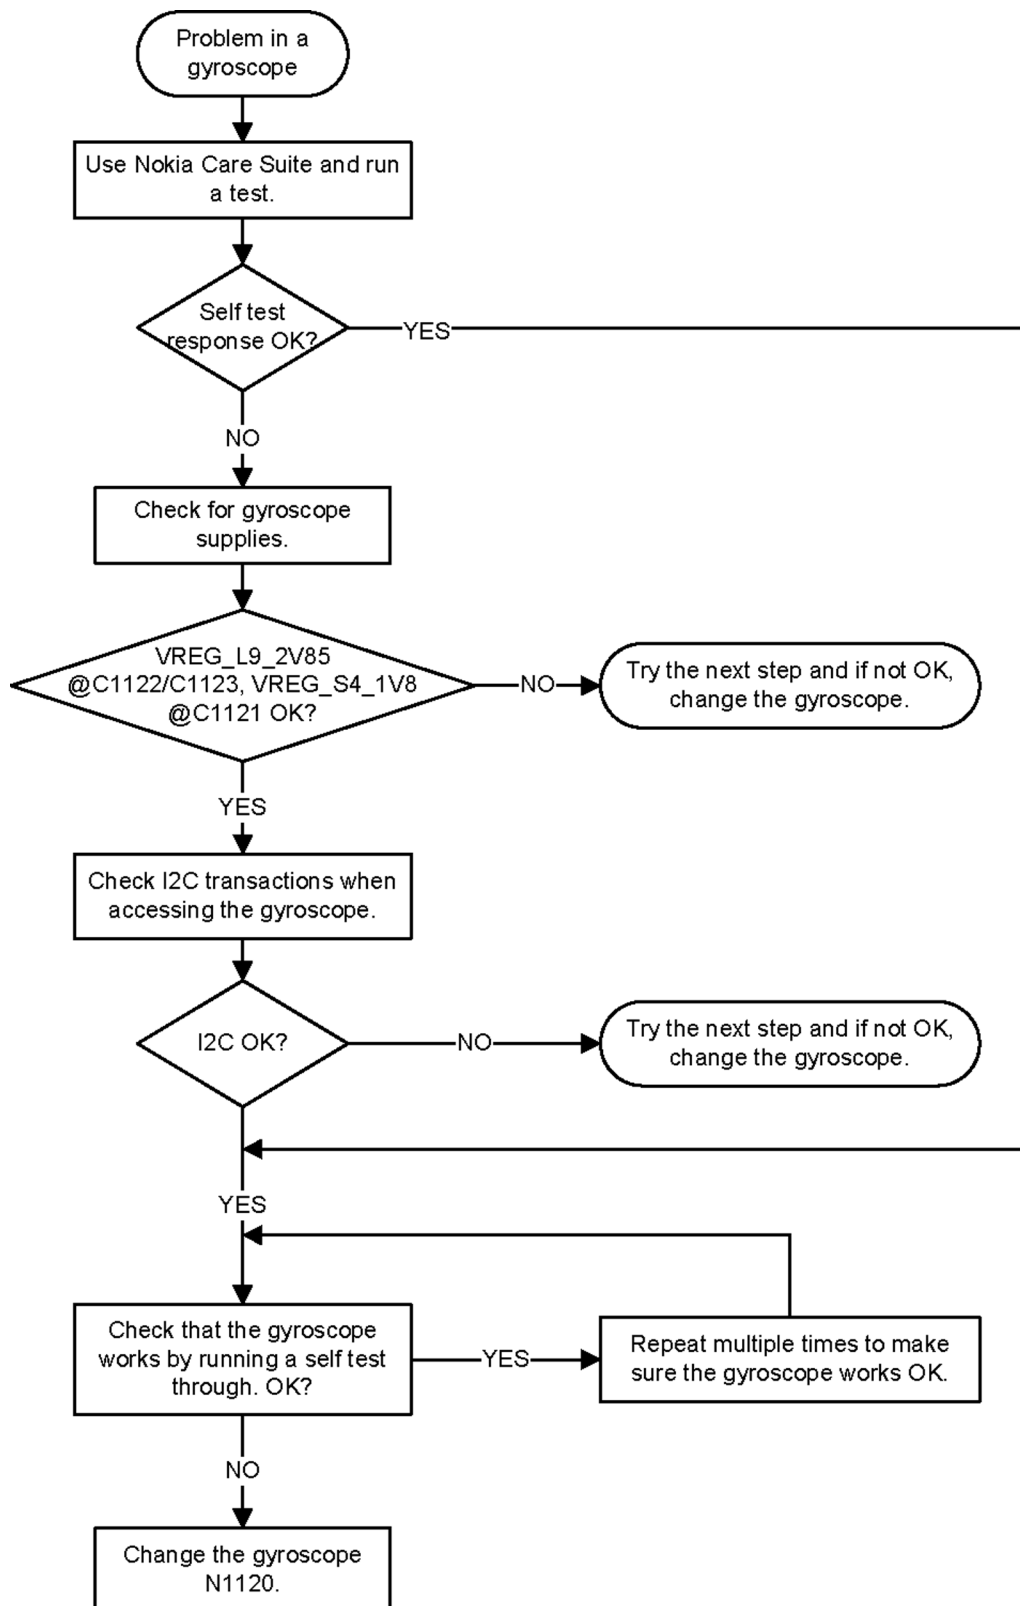 Problem in a
gyroscope
Use Nokia Care Suite and run
a test.
Self test
response OK?
YES
NO
Check for gyroscope
supplies.
VREG_L9_2V85
@C1122/C1123, VREG_S4_1V8
@C1121 OK?
NO
Try the next step and if not OK,
change the gyroscope.
YES
Check I2C transactions when
accessing the gyroscope.
I2C OK?
NO
Try the next step and if not OK,
change the gyroscope.
YES
Check that the gyroscope
works by running a self test
through. OK?
YES
Repeat multiple times to make
sure the gyroscope works OK.
NO
Change the gyroscope
N1120.